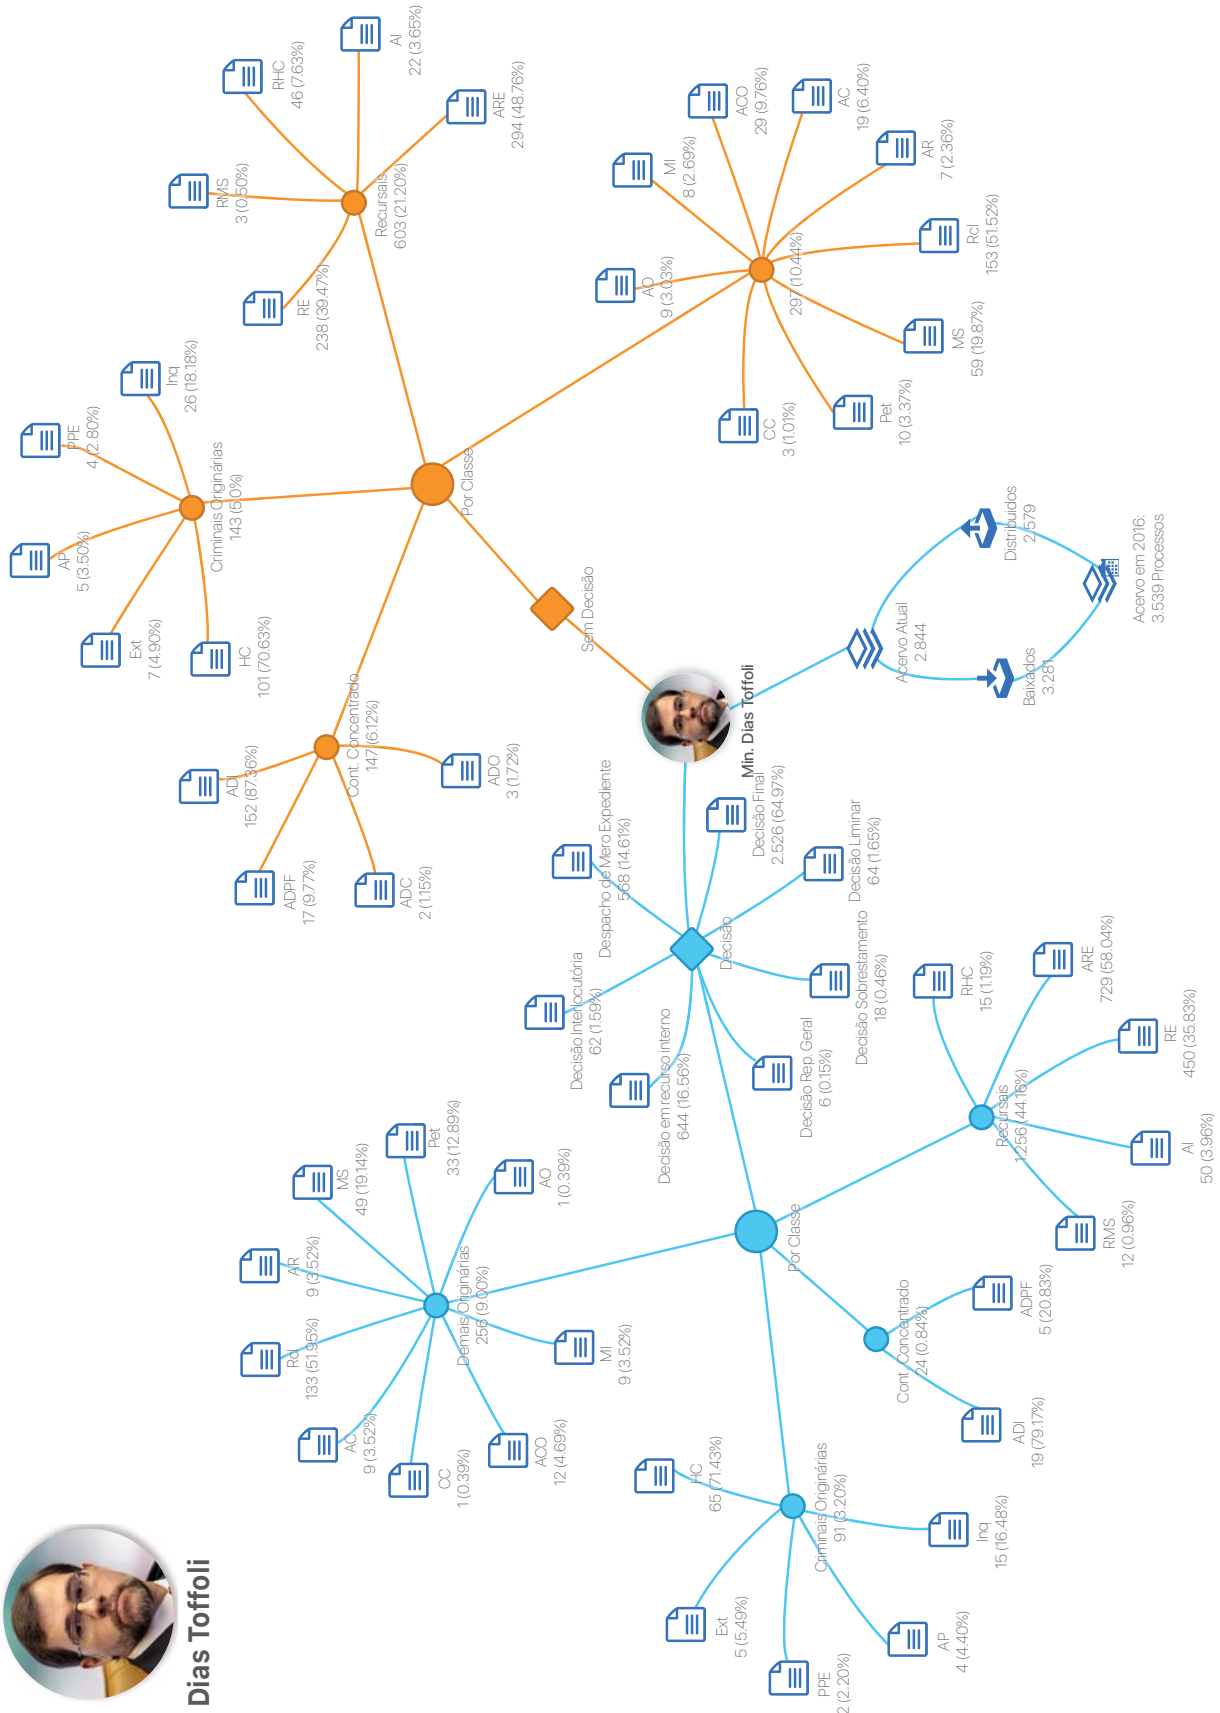 Dias Toffoli
AP
5 (3.50%)
PPE
4 (2.80%)
Ext
7 (4.90%)
Inq
26 (18.18%)
HC
101 (70.63%)
Criminais Originárias
143 (5.0%)
RMS
3 (0.50%)
RHC
46 (7.63%)
AI
22 (3.65%)
RE
238 (39.47%)
ARE
294 (48.76%)
Recursais
603 (21.20%)
ADI
152 (87.36%)
ADPF
17 (9.77%)
ADC
2 (1.15%)
ADO
3 (1.72%)
Cont. Concentrado
147 (6.12%)
Por Classe
Sem Decisão
AO
9 (3.03%)
MI
8 (2.69%)
ACO
29 (9.76%)
AC
19 (6.40%)
AR
7 (2.36%)
Rcl
153 (51.52%)
MS
59 (19.87%)
Pet
10 (3.37%)
CC
3 (1.01%)
297 (10.44%)
Min. Dias Toffoli
Acervo Atual
2.844
Distribuidos
2.579
Baixados
3.281
Acervo em 2016:
3.539 Processos
Decisão Interlocutória
62 (1.59%)
Despacho de Mero Expediente
568 (14.61%)
Decisão em recurso interno
644 (16.56%)
Decisão Final
2.526 (64.97%)
Decisão Liminar
64 (1.65%)
Decisão Sobrestamento
18 (0.46%)
Decisão Rep. Geral
6 (0.15%)
Decisão
Por Classe
Rcl
133 (51.95%)
AR
9 (3.52%)
MS
49 (19.14%)
Pet
33 (12.89%)
AO
1 (0.39%)
AC
9 (3.52%)
CC
1 (0.39%)
ACO
12 (4.69%)
MI
9 (3.52%)
Demais Originárias
256 (9.00%)
HC
65 (71.43%)
Ext
5 (5.49%)
PPE
2 (2.20%)
AP
4 (4.40%)
Inq
15 (16.48%)
Criminais Originárias
91 (3.20%)
Cont. Concentrado
24 (0.84%)
ADI
19 (79.17%)
ADPF
5 (20.83%)
Recursais
1.256 (44.16%)
RHC
15 (1.19%)
ARE
729 (58.04%)
RE
450 (35.83%)
AI
50 (3.96%)
RMS
12 (0.96%)